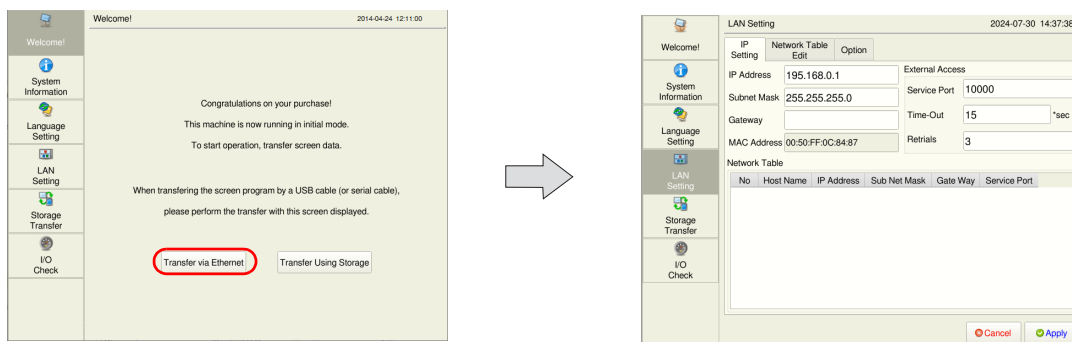 Welcome!
2014-04-24 12:11:00
Welcome!
System
Information
Language
Setting
LAN
Setting
Storage
Transfer
I/O
Check
Congratulations on your purchase!
This machine is now running in initial mode.
To start operation, transfer screen data.
When transfering the screen program by a USB cable (or serial cable),
please perform the transfer with this screen displayed.
Transfer via Ethernet
Transfer Using Storage
LAN Setting
2024-07-30 14:37:38
Welcome!
System
Information
Language
Setting
LAN
Setting
Storage
Transfer
I/O
Check
IP
Setting
Network Table
Edit
Option
IP Address 195.168.0.1
Subnet Mask 255.255.255.0
Gateway
MAC Address 00:50:FF:0C:84:87
External Access
Service Port 10000
Time-Out 15 *sec
Retrials 3
Network Table
No Host Name IP Address Sub Net Mask Gate Way Service Port
Cancel Apply